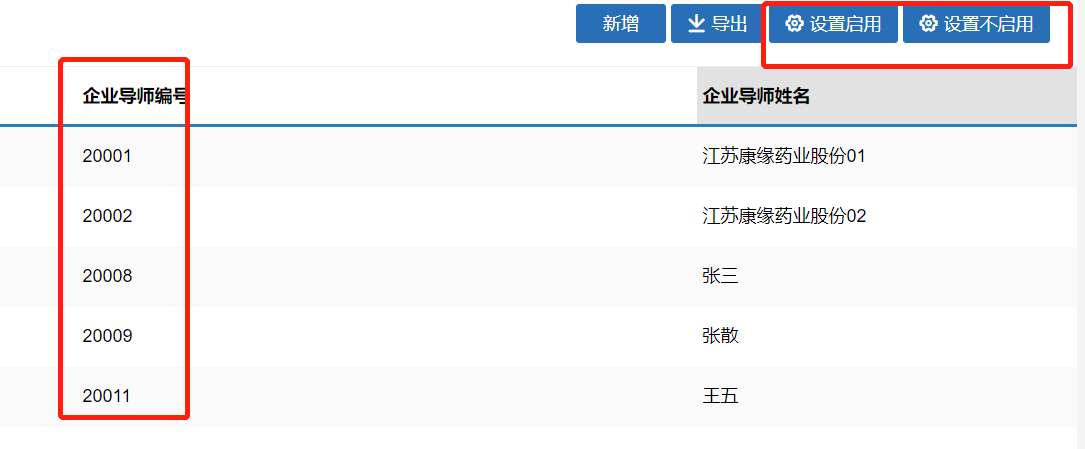 新增 导出 设置启用 设置不启用
企业导师编号 企业导师姓名
20001 江苏康缘药业股份01
20002 江苏康缘药业股份02
20008 张三
20009 张散
20011 王五